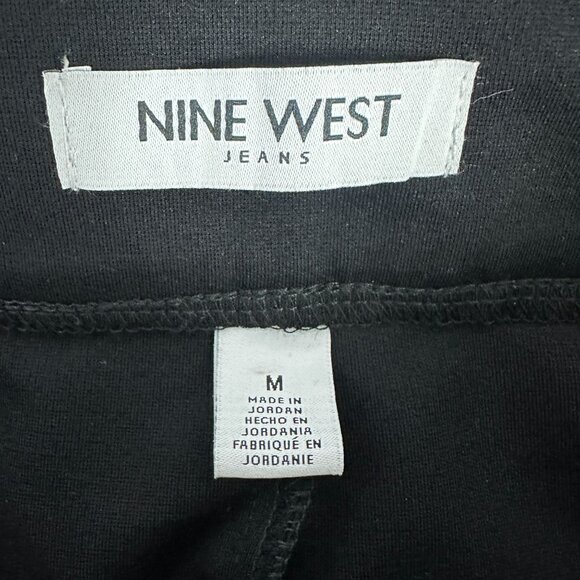 NINE WEST
JEANS
M
MADE IN
JORDAN
HECHO EN
JORDANIA
FABRIQUÉ EN
JORDANIE